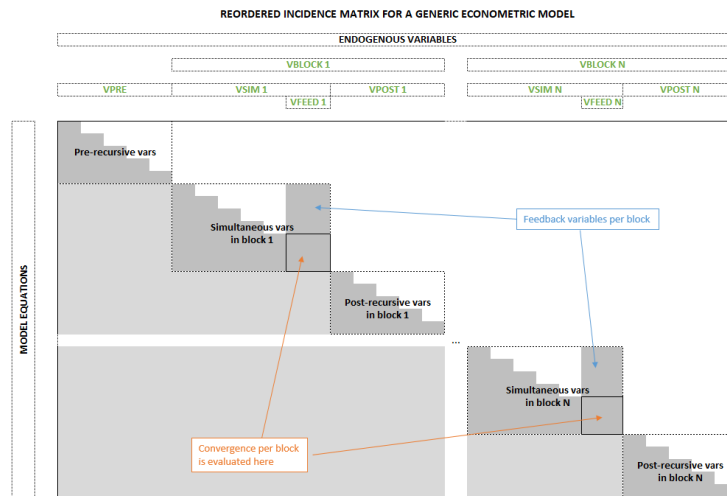 REORDERED INCIDENCE MATRIX FOR A GENERIC ECONOMETRIC MODEL
ENDOGENOUS VARIABLES
VBLOCK 1
VBLOCK N
VPRE
VSIM 1
VPOST 1
VSIM N
VPOST N
VFEED 1
VFEED N
MODEL EQUATIONS
Pre-recursive vars
Simultaneous vars
in block 1
Feedback variables per block
Post-recursive vars
in block 1
...
Simultaneous vars
in block N
Convergence per block
is evaluated here
Post-recursive vars
in block N